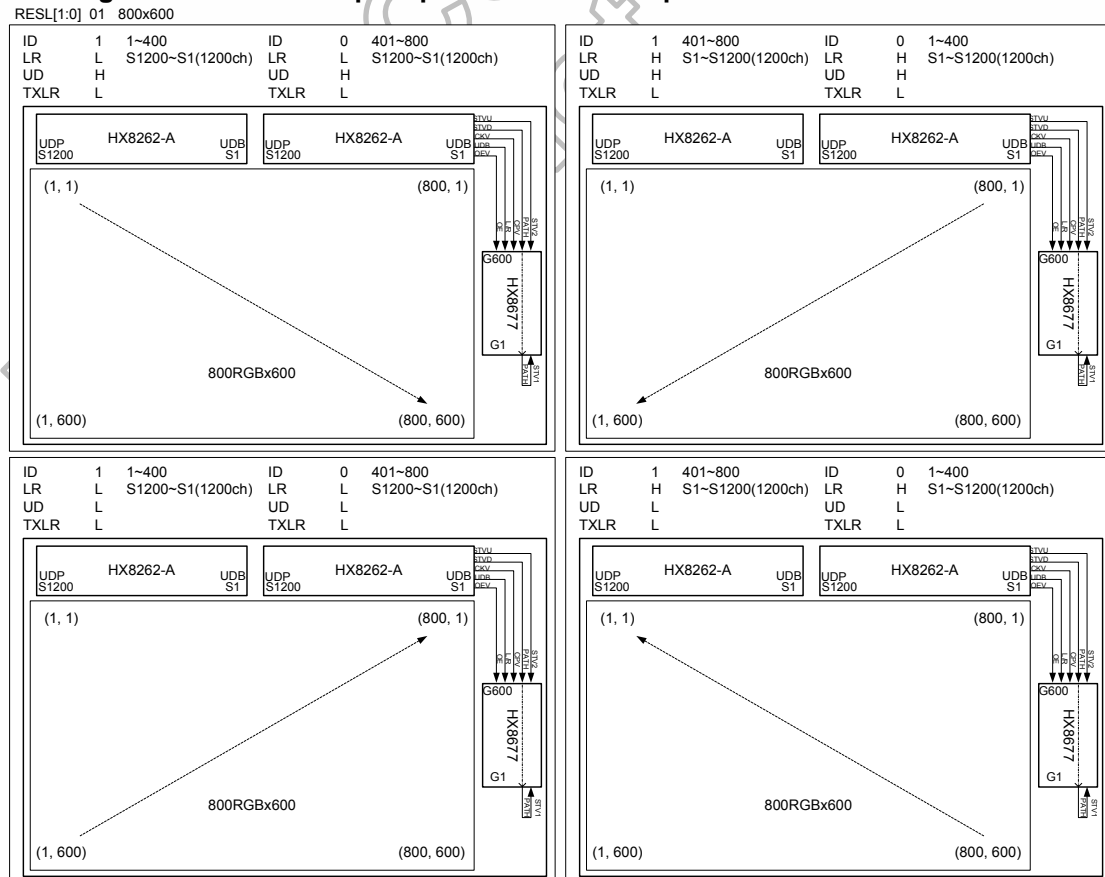 RESL[1:0] 01 800x600
ID 1 1~400 ID 0 401~800
LR L S1200~S1(1200ch) LR L S1200~S1(1200ch)
UD H UD H
TXLR L TXLR L
HX8262-A HX8262-A
UDP UDB UDP UDB
S1200 S1 S1200 S1
STVU
STVD
CKV
UDB
OEV
(1, 1) (800, 1)
OE L/R CPV PATH STV2
G600
HX8677
G1
PATH STV1
800RGBx600
(1, 600) (800, 600)
ID 1 401~800 ID 0 1~400
LR H S1~S1200(1200ch) LR H S1~S1200(1200ch)
UD H UD H
TXLR L TXLR L
HX8262-A HX8262-A
UDP UDB UDP UDB
S1200 S1 S1200 S1
STVU
STVD
CKV
UDB
OEV
(1, 1) (800, 1)
OE L/R CPV PATH STV2
G600
HX8677
G1
PATH STV1
800RGBx600
(1, 600) (800, 600)
ID 1 1~400 ID 0 401~800
LR L S1200~S1(1200ch) LR L S1200~S1(1200ch)
UD L UD L
TXLR L TXLR L
HX8262-A HX8262-A
UDP UDB UDP UDB
S1200 S1 S1200 S1
STVU
STVD
CKV
UDB
OEV
(1, 1) (800, 1)
OE L/R CPV PATH STV2
G600
HX8677
G1
PATH STV1
800RGBx600
(1, 600) (800, 600)
ID 1 401~800 ID 0 1~400
LR H S1~S1200(1200ch) LR H S1~S1200(1200ch)
UD L UD L
TXLR L TXLR L
HX8262-A HX8262-A
UDP UDB UDP UDB
S1200 S1 S1200 S1
STVU
STVD
CKV
UDB
OEV
(1, 1) (800, 1)
OE L/R CPV PATH STV2
G600
HX8677
G1
PATH STV1
800RGBx600
(1, 600) (800, 600)